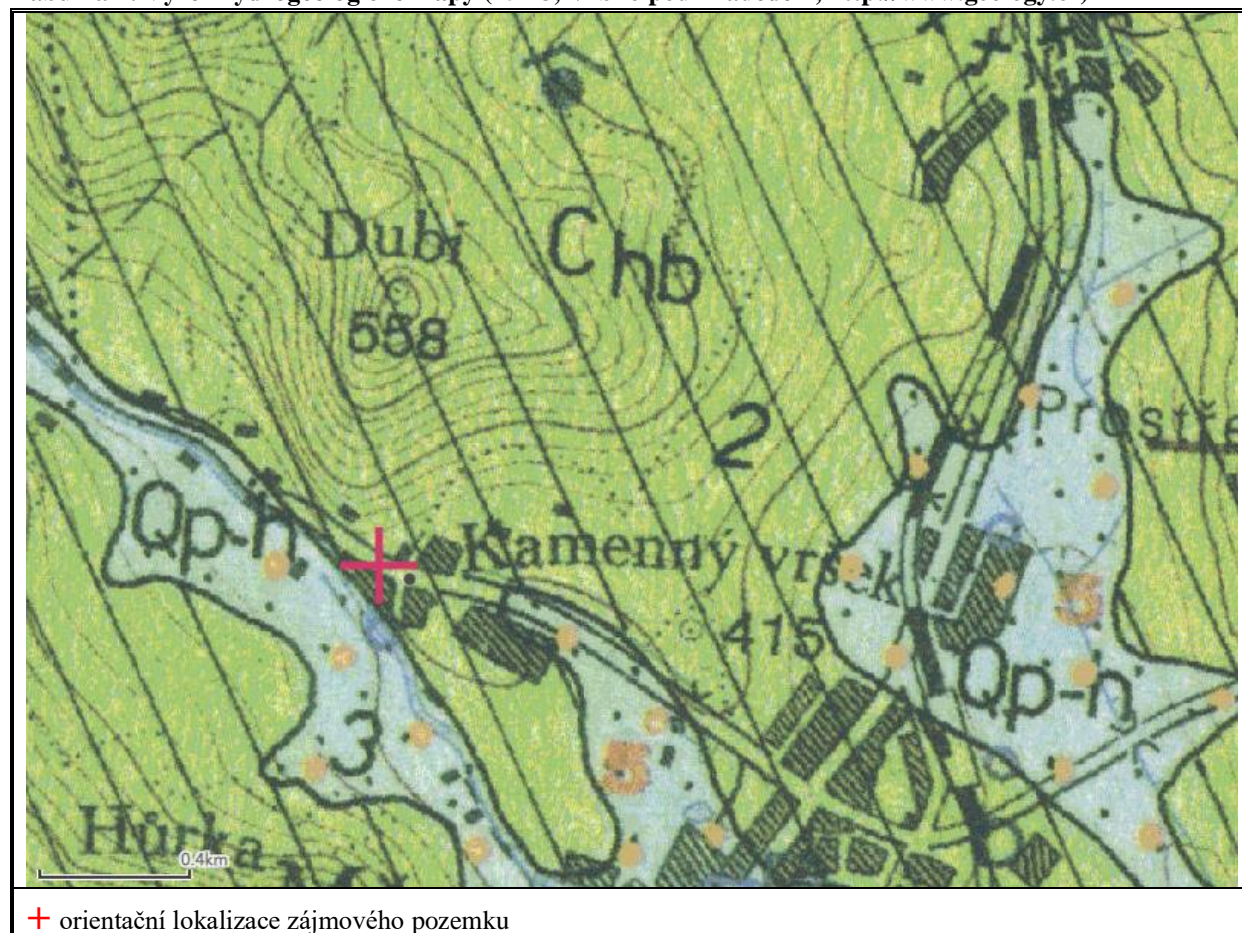 Dubí
C hb
558
2
Prostře
Qp-h
Kamenný vršek
5
415
Qp-h
3
5
Hůrka
0.4km
+ orientační lokalizace zájmového pozemku